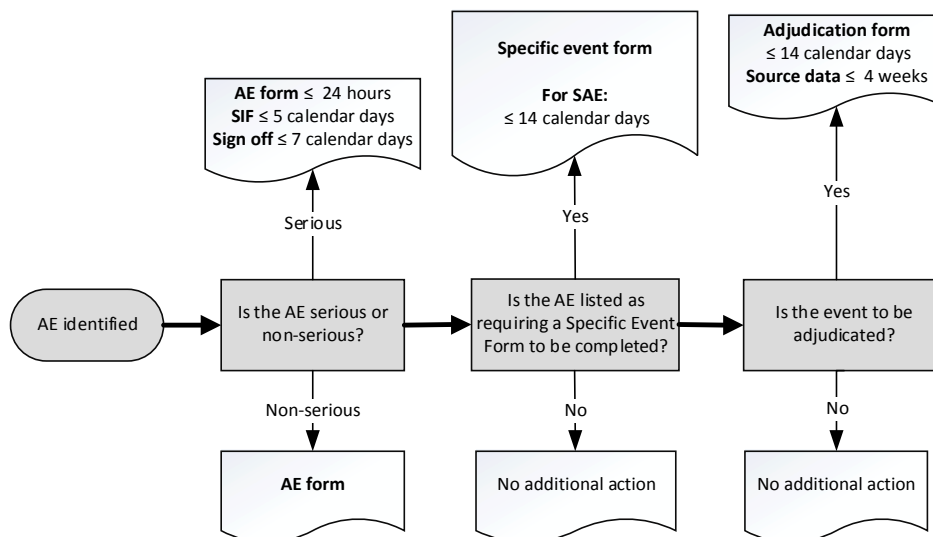 Adjudication form
≤ 14 calendar days
Source data ≤ 4 weeks
Specific event form
For SAE:
≤ 14 calendar days
AE form ≤ 24 hours
SIF ≤ 5 calendar days
Sign off ≤ 7 calendar days
Serious
Yes
Yes
AE identified
Is the AE serious or
non-serious?
Is the AE listed as
requiring a Specific Event
Form to be completed?
Is the event to be
adjudicated?
Non-serious
No
No
AE form
No additional action
No additional action